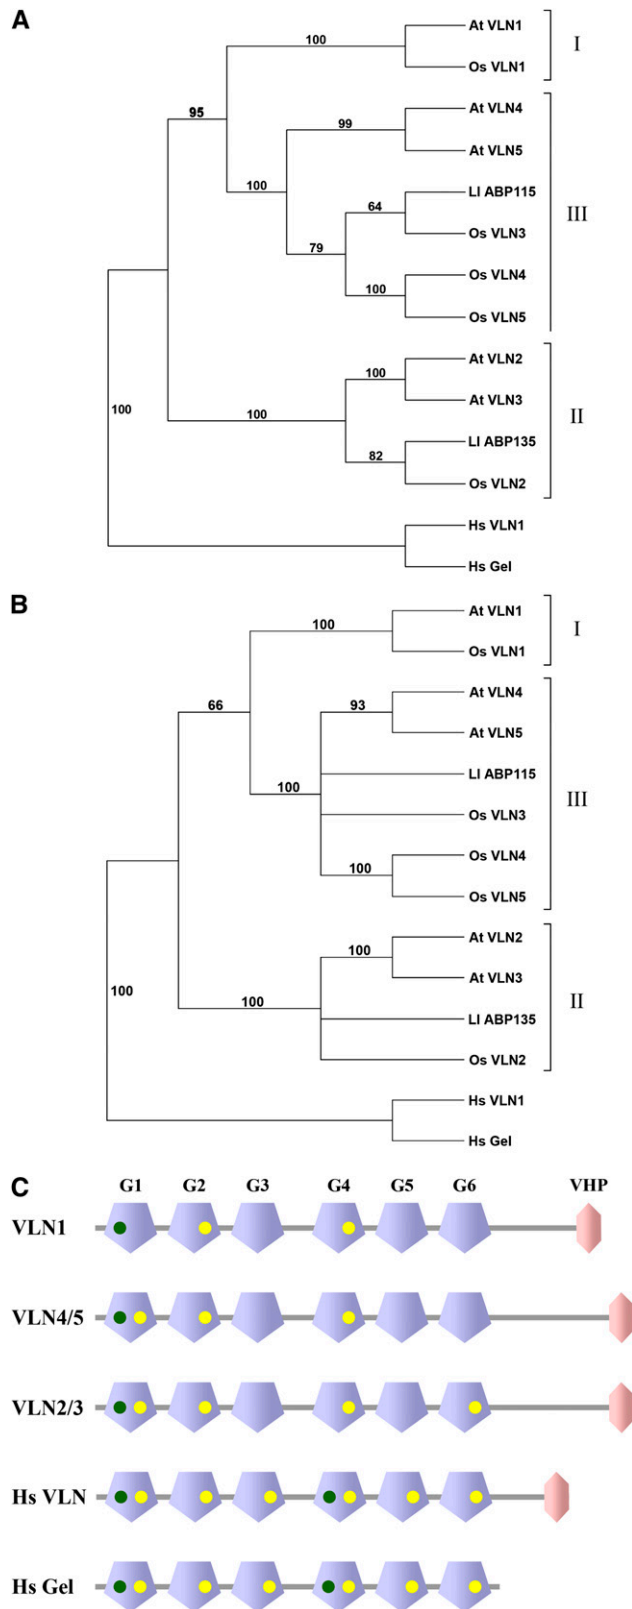 A
100
At VLN1
Os VLN1
I
95
99
At VLN4
At VLN5
100
64
Ll ABP115
Os VLN3
III
79
100
Os VLN4
Os VLN5
100
At VLN2
At VLN3
100
100
II
82
Ll ABP135
Os VLN2
Hs VLN1
Hs Gel
B
100
At VLN1
Os VLN1
I
66
93
At VLN4
At VLN5
100
Ll ABP115
Os VLN3
III
100
Os VLN4
Os VLN5
100
At VLN2
At VLN3
100
100
II
Ll ABP135
Os VLN2
Hs VLN1
Hs Gel
C
G1 G2 G3 G4 G5 G6 VHP
VLN1
VLN4/5
VLN2/3
Hs VLN
Hs Gel